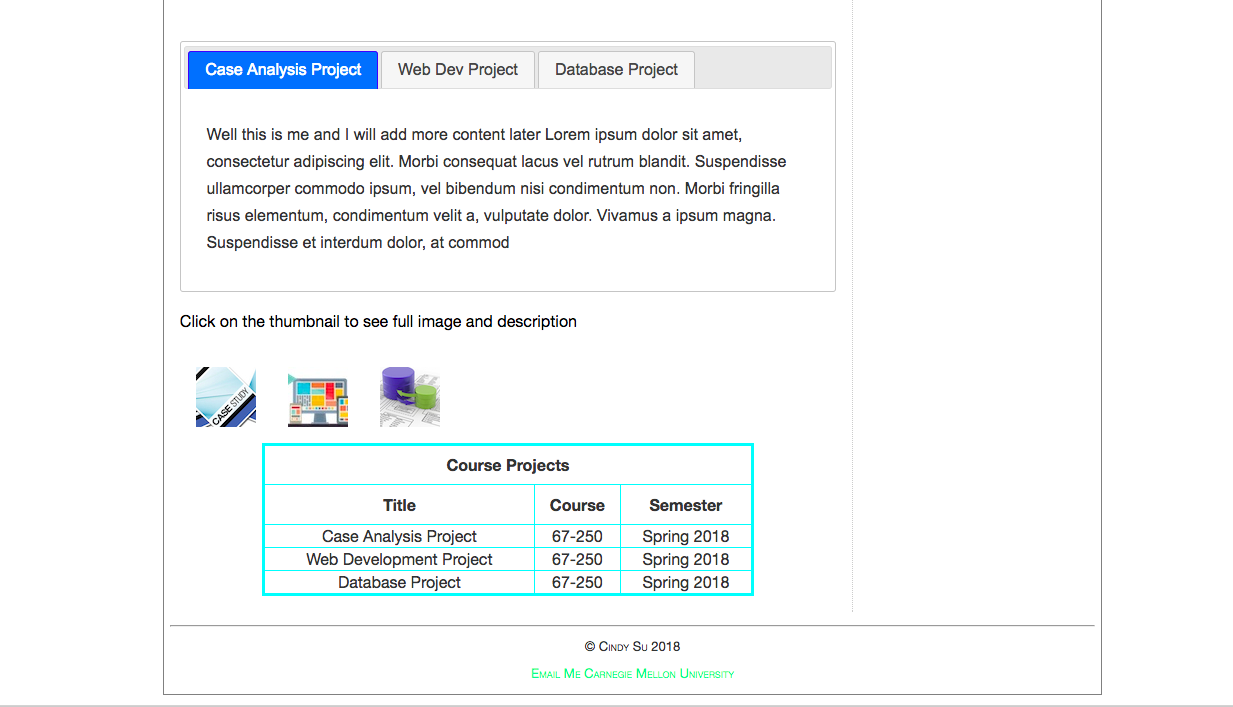 Case Analysis Project Web Dev Project Database Project
Well this is me and I will add more content later Lorem ipsum dolor sit amet,
consectetur adipiscing elit. Morbi consequat lacus vel rutrum blandit. Suspendisse
ullamcorper commodo ipsum, vel bibendum nisi condimentum non. Morbi fringilla
risus elementum, condimentum velit a, vulputate dolor. Vivamus a ipsum magna.
Suspendisse et interdum dolor, at commod
Click on the thumbnail to see full image and description
CASE STUDY
Course Projects
Title Course Semester
Case Analysis Project 67-250 Spring 2018
Web Development Project 67-250 Spring 2018
Database Project 67-250 Spring 2018
© Cindy Su 2018
Email Me Carnegie Mellon University